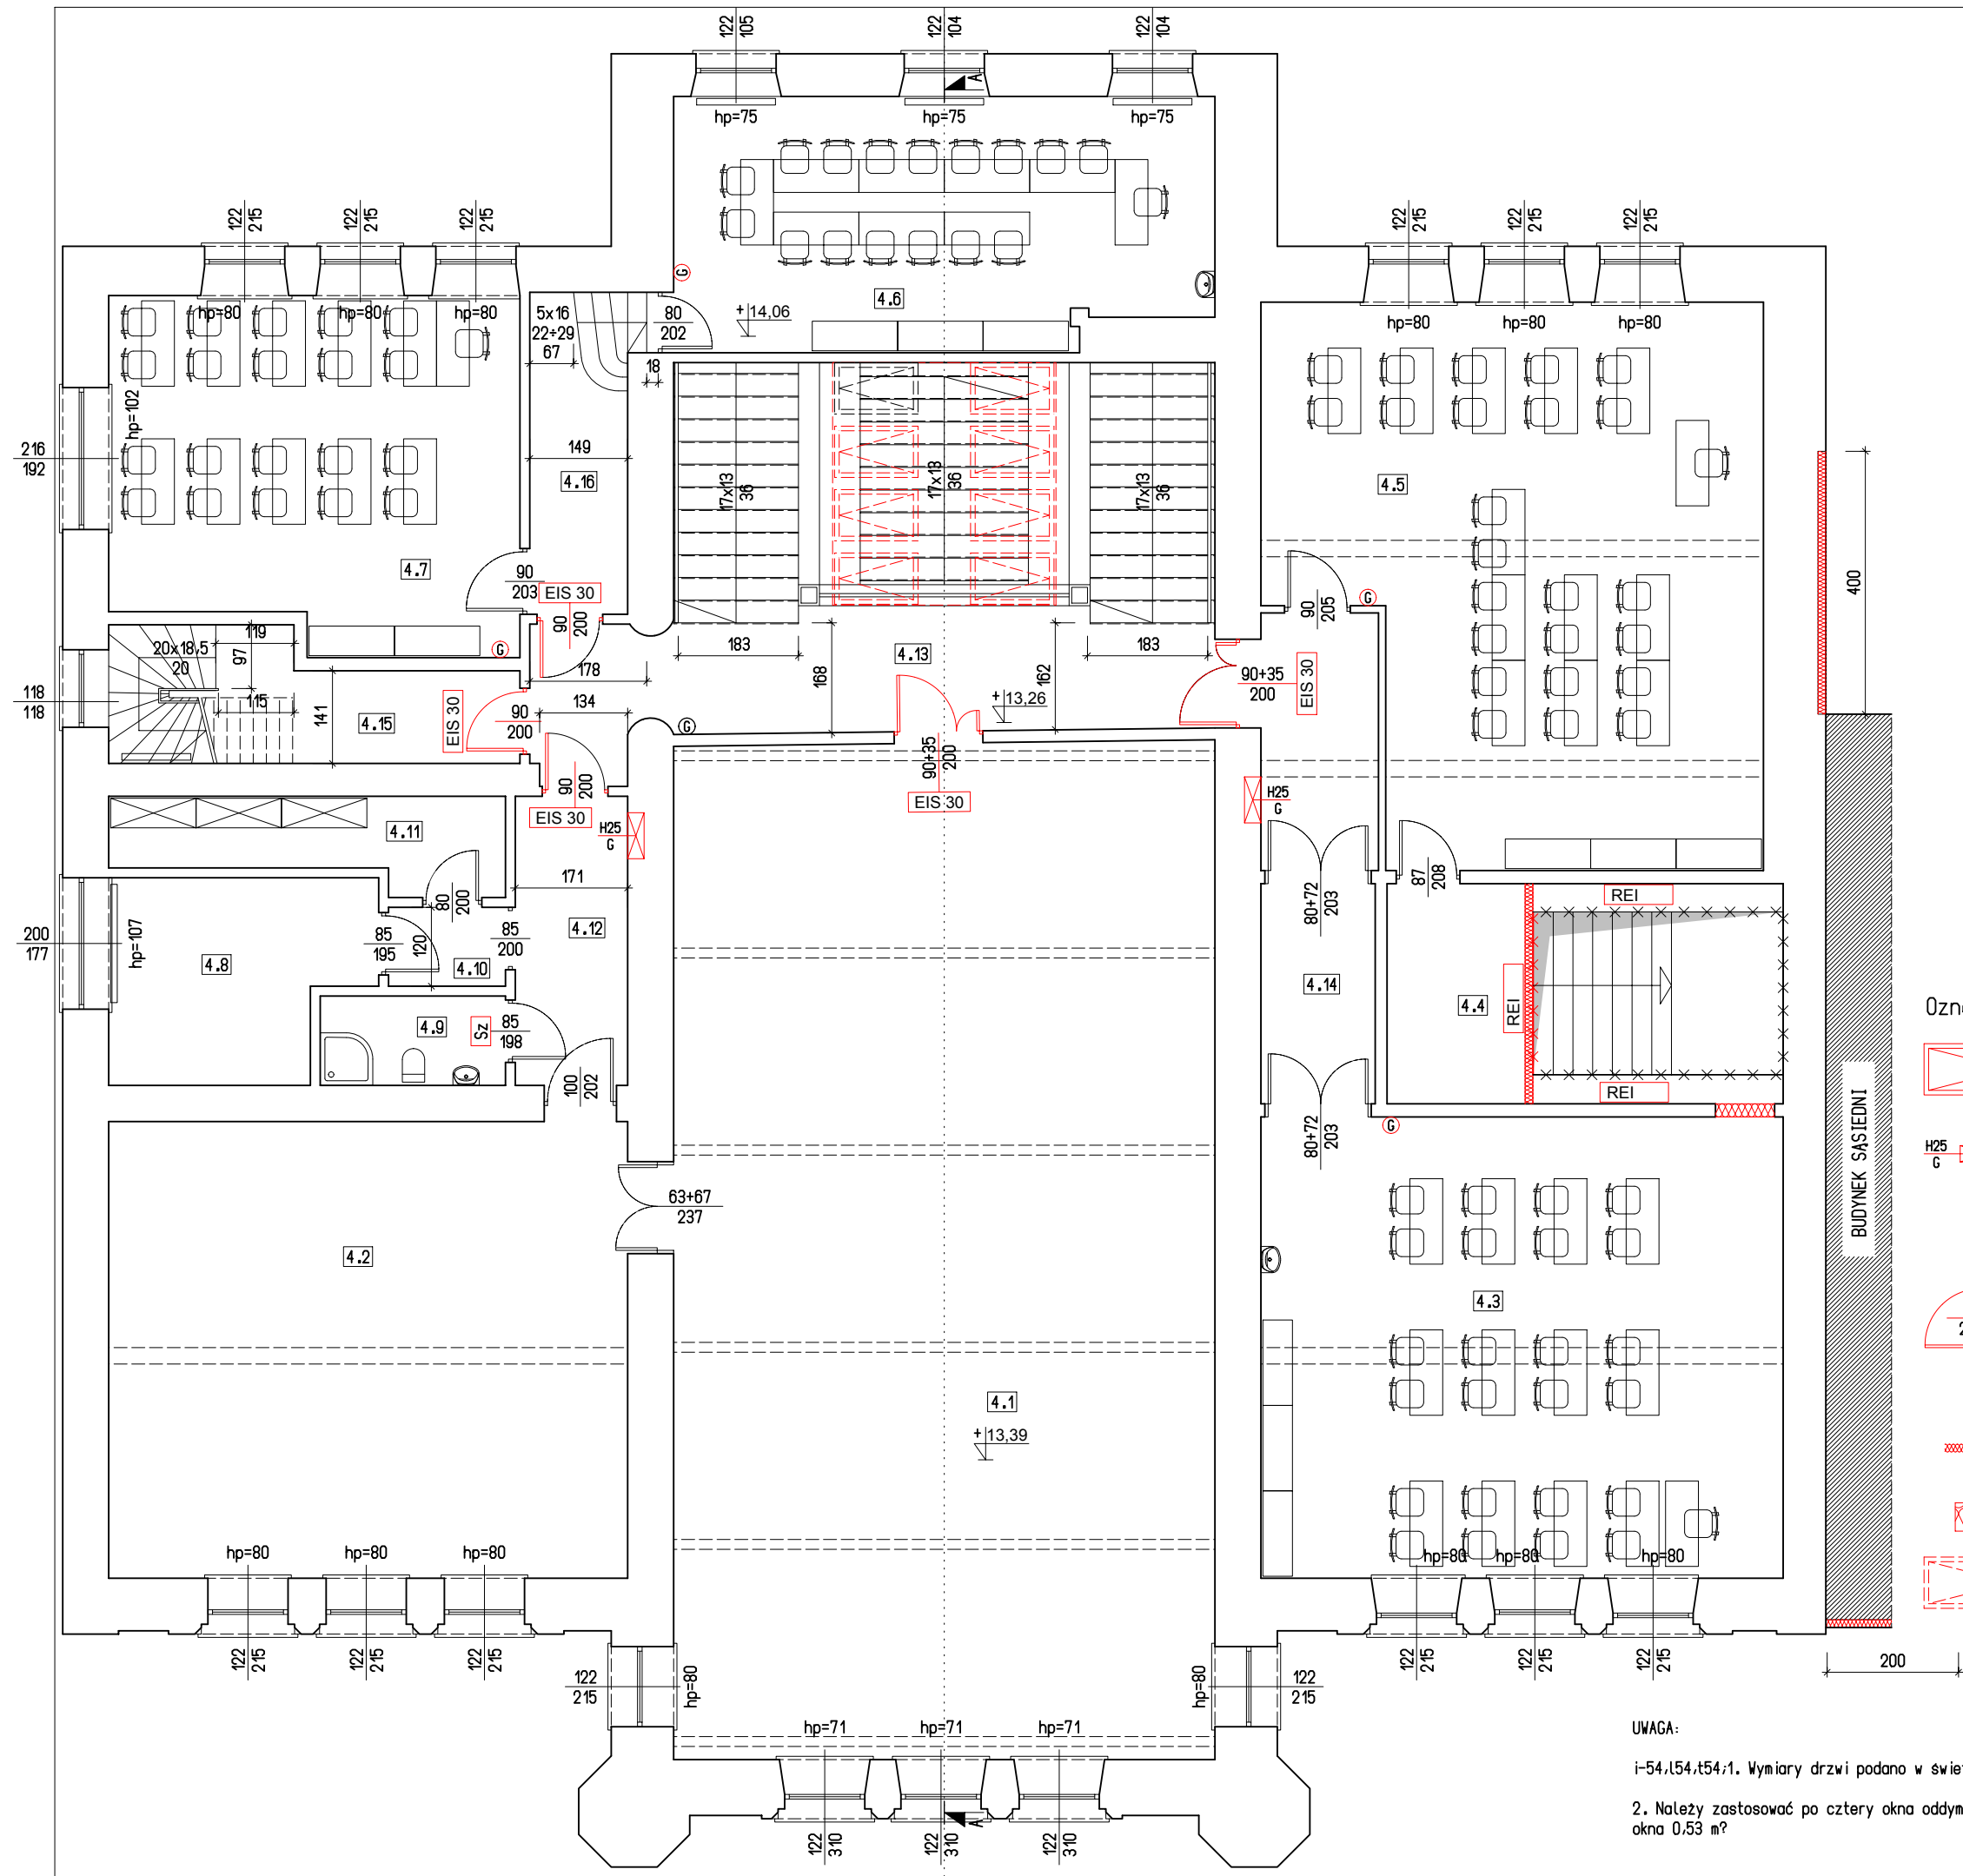 122
105
122
104
122
104
A
hp=75
hp=75
hp=75
122
215
122
215
122
215
122
215
122
215
122
215
G
4.6
+14,06
5x16
22÷29
67
80
202
18
hp=80
hp=80
hp=80
hp=80
hp=80
hp=80
hp=102
216
192
149
4.16
17x13
36
17x13
36
17x13
36
4.5
400
4.7
90
203
EIS 30
90
200
G
90
205
G
119
20x18,5
20
97
115
178
183
168
4.13
162
183
90+35
200
EIS 30
118
118
141
4.15
EIS 30
90
200
134
G
+13,26
90+35
200
EIS 30
90
200
EIS 30
H25
G
H25
G
4.11
171
80
200
80+72
203
87
208
REI
200
177
hp=107
4.8
85
195
120
4.10
85
200
4.12
4.14
4.4
REI
4.9
Sz
85
198
100
202
REI
Ozn
H25
G
BUDYNEK SĄSIEDNI
80+72
203
G
63+67
237
4.2
4.3
2
4.1
+13,39
hp=80
hp=80
hp=80
hp=80
hp=80
hp=80
122
215
122
215
122
215
122
215
hp=80
hp=80
122
215
122
215
122
215
122
215
200
hp=71
hp=71
hp=71
122
310
122
310
122
310
A
UWAGA:
i-54,l54,t54;1. Wymiary drzwi podano w świe
2. Należy zastosować po cztery okna oddym
okna 0,53 m?